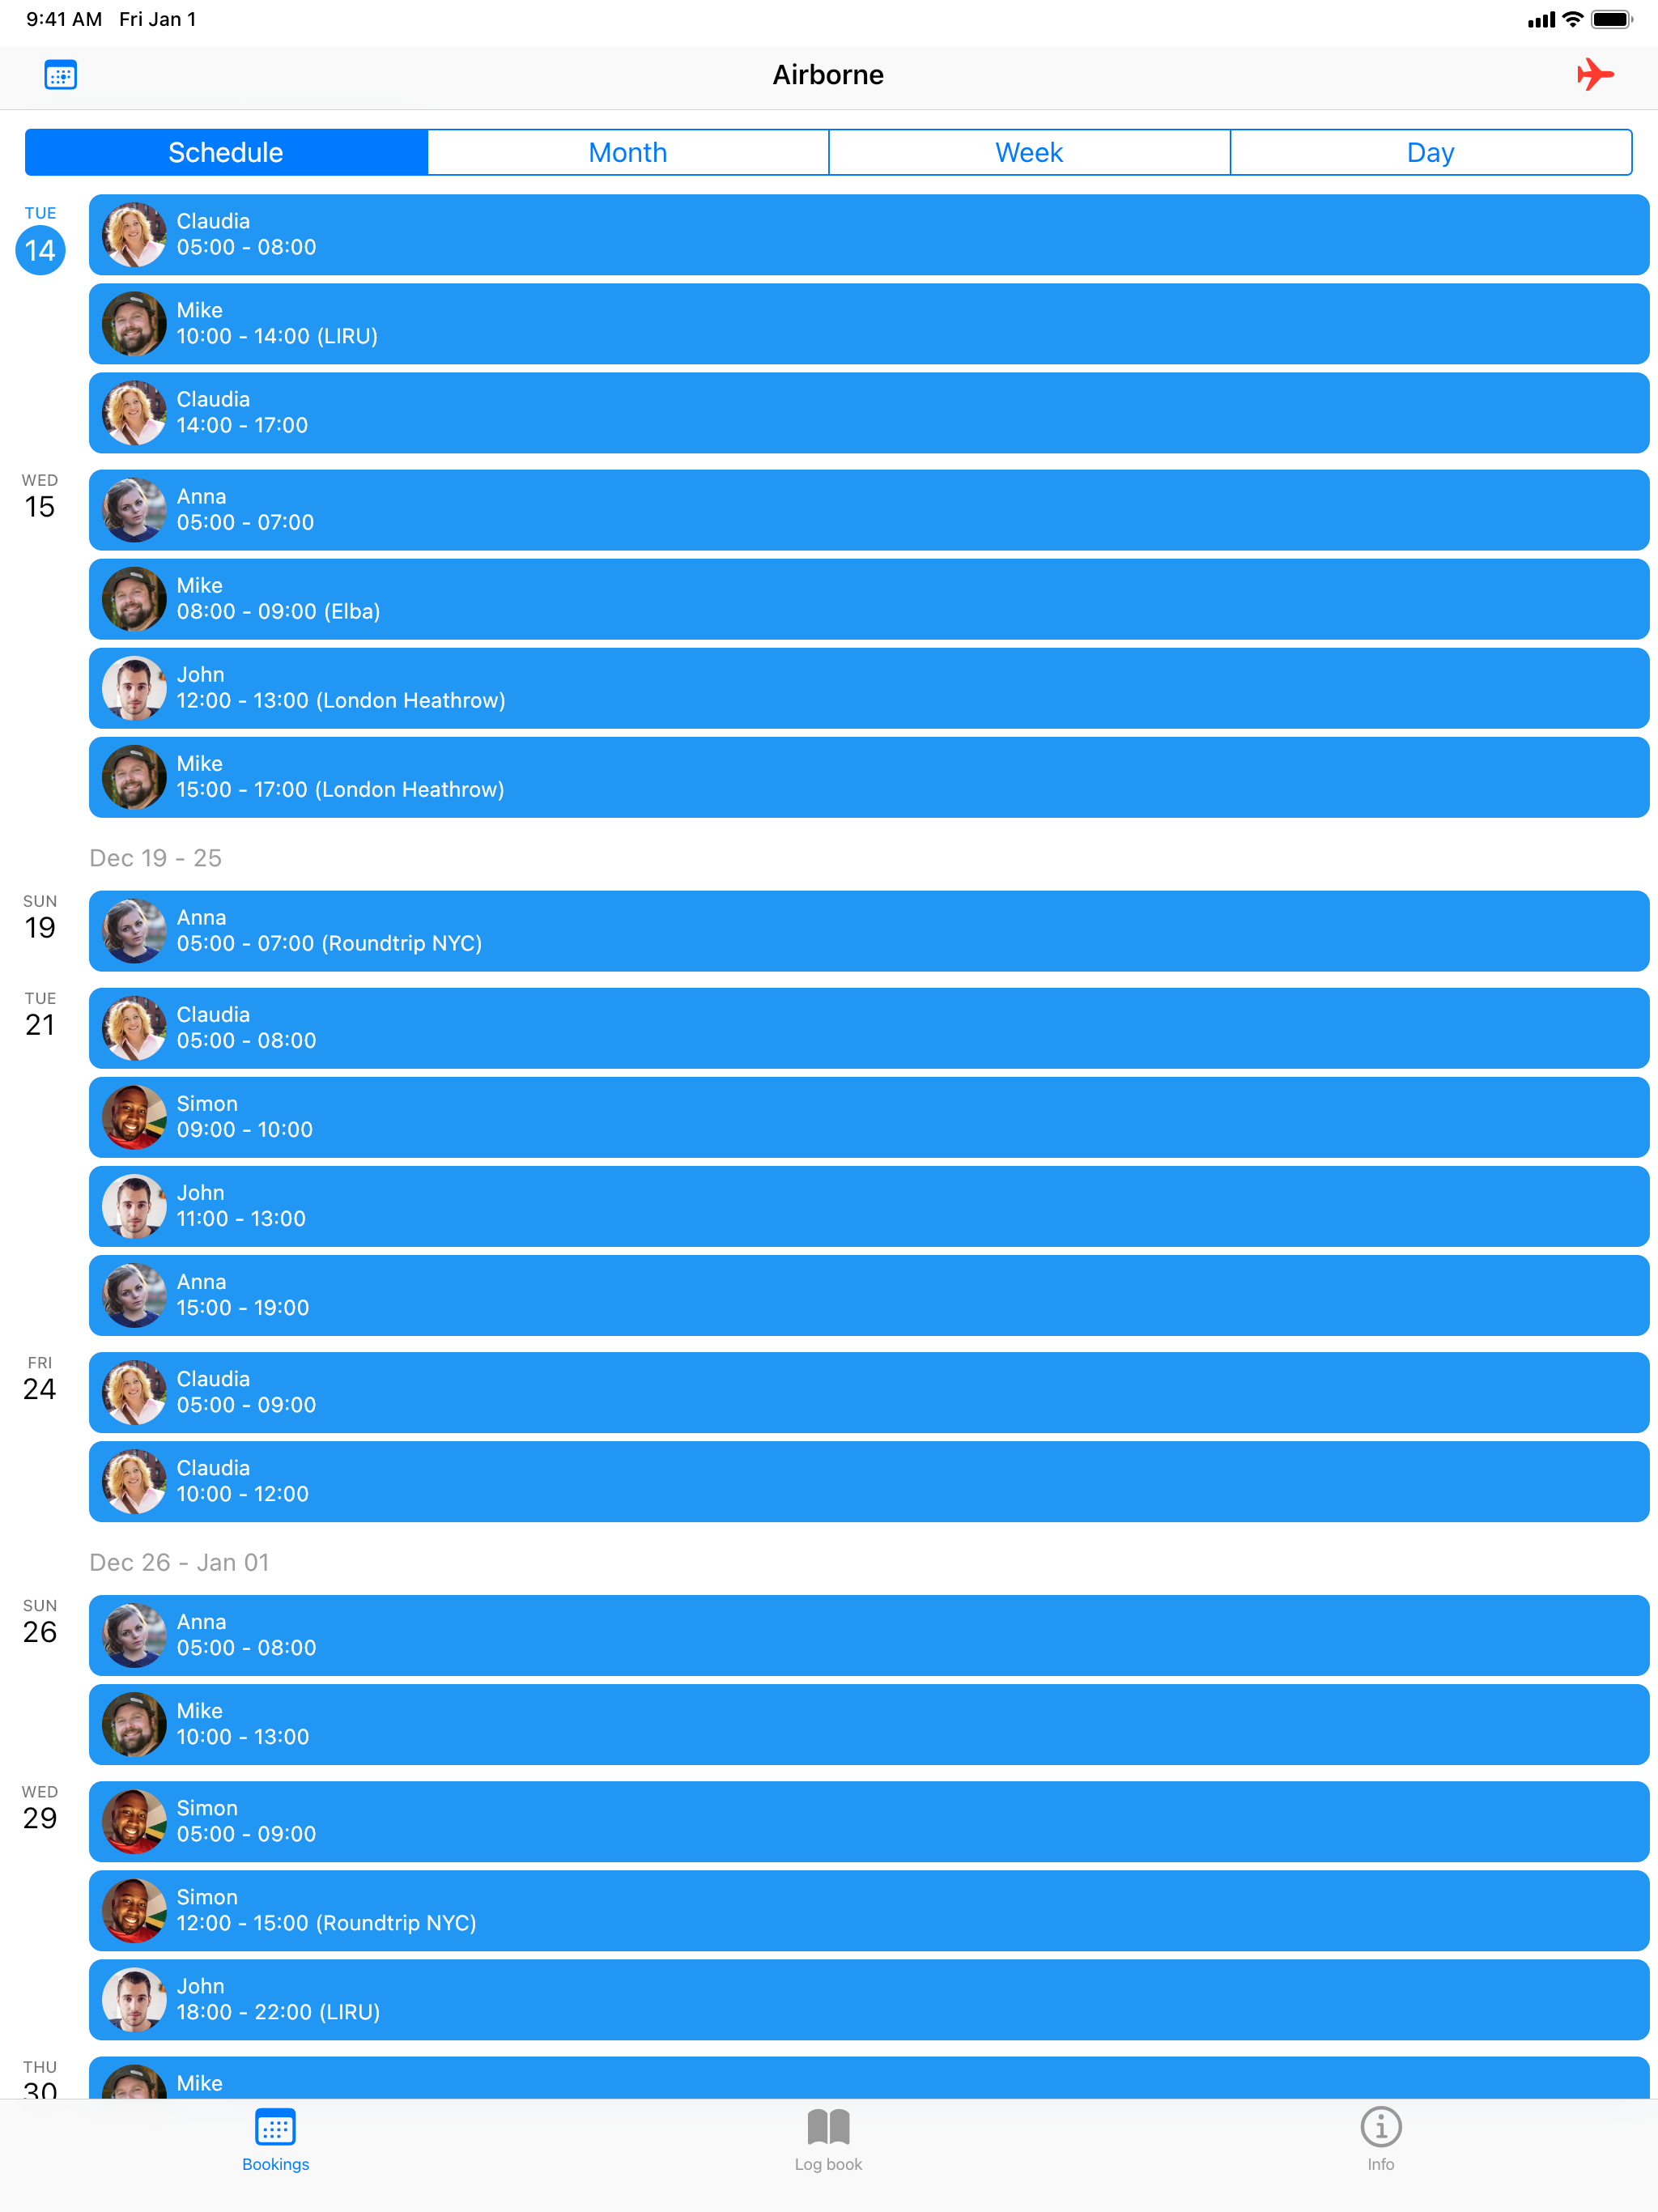 9:41 AM Fri Jan 1
Airborne
Schedule
Month
Week
Day
TUE
14
Claudia
05:00 - 08:00
Mike
10:00 - 14:00 (LIRU)
Claudia
14:00 - 17:00
WED
15
Anna
05:00 - 07:00
Mike
08:00 - 09:00 (Elba)
John
12:00 - 13:00 (London Heathrow)
Mike
15:00 - 17:00 (London Heathrow)
Dec 19 - 25
SUN
19
Anna
05:00 - 07:00 (Roundtrip NYC)
TUE
21
Claudia
05:00 - 08:00
Simon
09:00 - 10:00
John
11:00 - 13:00
Anna
15:00 - 19:00
FRI
24
Claudia
05:00 - 09:00
Claudia
10:00 - 12:00
Dec 26 - Jan 01
SUN
26
Anna
05:00 - 08:00
Mike
10:00 - 13:00
WED
29
Simon
05:00 - 09:00
Simon
12:00 - 15:00 (Roundtrip NYC)
John
18:00 - 22:00 (LIRU)
THU
30
Mike
Bookings
Log book
Info